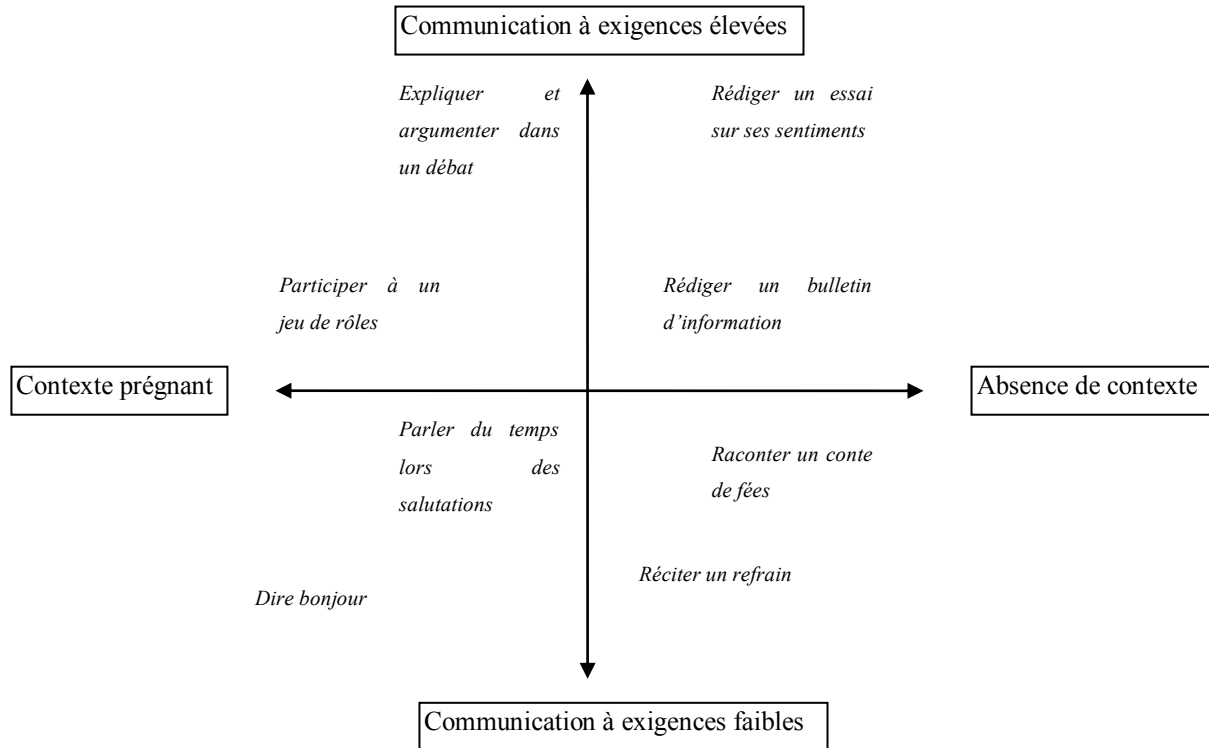 Communication à exigences élevées
Expliquer et
argumenter dans
un débat
Rédiger un essai
sur ses sentiments
Participer à un
jeu de rôles
Rédiger un bulletin
d’information
Contexte prégnant
Absence de contexte
Parler du temps
lors des
salutations
Raconter un conte
de fées
Dire bonjour
Réciter un refrain
Communication à exigences faibles